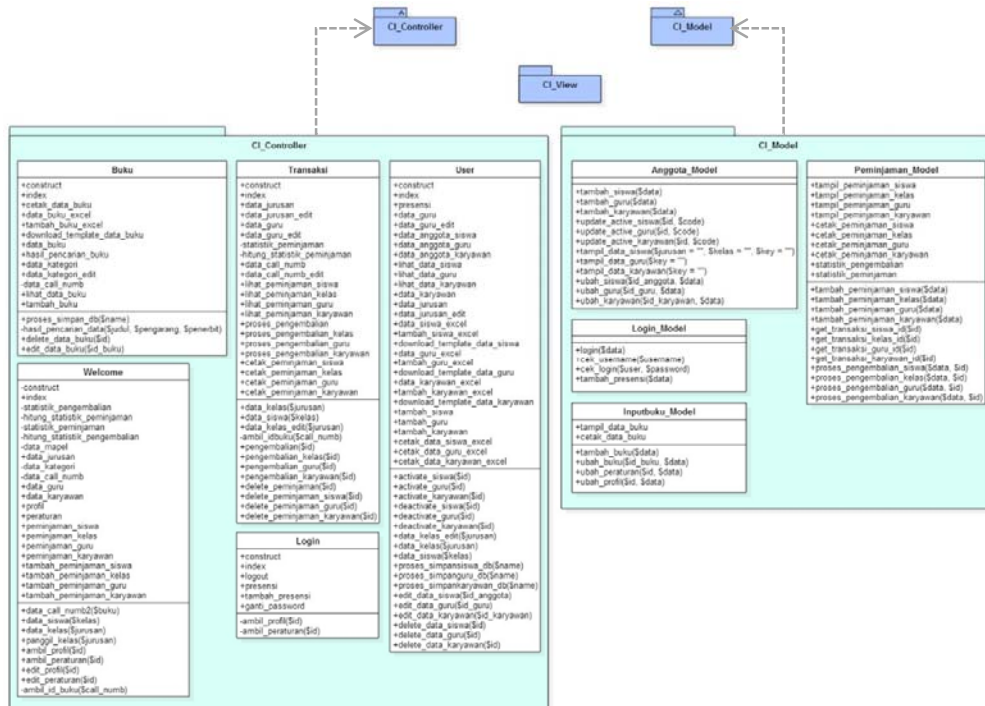 CI_Controller
CI_Model
CI_View
CI_Controller
Buku
+construct
+index
+cetak_data_buku
+data_buku_excel
+tambah_buku_excel
+download_template_data_buku
+data_buku
+hasil_pencarian_buku
+data_kategori
+data_kategori_edit
-data_call_numb
+lihat_data_buku
+tambah_buku
+proses_simpan_db($name)
-hasil_pencarian_data($judul, $pengarang, $penerbit)
+delete_data_buku($id)
+edit_data_buku($id_buku)
Welcome
-construct
+index
-statistik_pengembalian
-hitung_statistik_peminjaman
-statistik_peminjaman
-hitung_statistik_pengembalian
-data_mapel
+data_jurusan
-data_kategori
-data_call_numb
+data_guru
+data_karyawan
+profil
+peraturan
+peminjaman_siswa
+peminjaman_kelas
+peminjaman_guru
+peminjaman_karyawan
+tambah_peminjaman_siswa
+tambah_peminjaman_kelas
+tambah_peminjaman_guru
+tambah_peminjaman_karyawan
+data_call_numb2($buku)
+data_siswa($kelas)
+data_kelas($jurusan)
+panggil_kelas($jurusan)
+ambil_profil($id)
+ambil_peraturan($id)
+edit_profil($id)
+edit_peraturan($id)
-ambil_id_buku($call_numb)
Transaksi
+construct
+index
+data_jurusan
+data_jurusan_edit
+data_guru
+data_guru_edit
-statistik_peminjaman
-hitung_statistik_peminjaman
+data_call_numb
+data_call_numb_edit
+lihat_peminjaman_siswa
+lihat_peminjaman_kelas
+lihat_peminjaman_guru
+lihat_peminjaman_karyawan
+proses_pengembalian
+proses_pengembalian_kelas
+proses_pengembalian_guru
+proses_pengembalian_karyawan
+cetak_peminjaman_siswa
+cetak_peminjaman_kelas
+cetak_peminjaman_guru
+cetak_peminjaman_karyawan
+data_kelas($jurusan)
+data_siswa($kelas)
+data_kelas_edit($jurusan)
-ambil_idbuku($call_numb)
+pengembalian($id)
+pengembalian_kelas($id)
+pengembalian_guru($id)
+pengembalian_karyawan($id)
+delete_peminjaman($id)
+delete_peminjaman_siswa($id)
+delete_peminjaman_guru($id)
+delete_peminjaman_karyawan($id)
Login
+construct
+index
+logout
+presensi
+tambah_presensi
+ganti_password
-ambil_profil($id)
-ambil_peraturan($id)
User
+construct
+index
+presensi
+data_guru
+data_guru_edit
+data_anggota_siswa
+data_anggota_guru
+data_anggota_karyawan
+lihat_data_siswa
+lihat_data_guru
+lihat_data_karyawan
+data_karyawan
+data_jurusan
+data_jurusan_edit
+data_siswa_excel
+tambah_siswa_excel
+download_template_data_siswa
+data_guru_excel
+tambah_guru_excel
+download_template_data_guru
+data_karyawan_excel
+tambah_karyawan_excel
+download_template_data_karyawan
+tambah_siswa
+tambah_guru
+tambah_karyawan
+cetak_data_siswa_excel
+cetak_data_guru_excel
+cetak_data_karyawan_excel
+activate_siswa($id)
+activate_guru($id)
+activate_karyawan($id)
+deactivate_siswa($id)
+deactivate_guru($id)
+deactivate_karyawan($id)
+data_kelas_edit($jurusan)
+data_kelas($jurusan)
+data_siswa($kelas)
+proses_simpansiswa_db($name)
+proses_simpanguru_db($name)
+proses_simpankaryawan_db($name)
+edit_data_siswa($id_anggota)
+edit_data_guru($id_guru)
+edit_data_karyawan($id_karyawan)
+delete_data_siswa($id)
+delete_data_guru($id)
+delete_data_karyawan($id)
CI_Model
Anggota_Model
+tambah_siswa($data)
+tambah_guru($data)
+tambah_karyawan($data)
+update_active_siswa($id, $code)
+update_active_guru($id, $code)
+update_active_karyawan($id, $code)
+tampil_data_siswa($jurusan = "", $kelas = "", $key = "")
+tampil_data_guru($key = "")
+tampil_data_karyawan($key = "")
+ubah_siswa($id_anggota, $data)
+ubah_guru($id_guru, $data)
+ubah_karyawan($id_karyawan, $data)
Login_Model
+login($data)
+cek_username($username)
+cek_login($user, $password)
+tambah_presensi($data)
Inputbuku_Model
+tampil_data_buku
+cetak_data_buku
+tambah_buku($data)
+ubah_buku($id_buku, $data)
+ubah_peraturan($id, $data)
+ubah_profil($id, $data)
Peminjaman_Model
+tampil_peminjaman_siswa
+tampil_peminjaman_kelas
+tampil_peminjaman_guru
+tampil_peminjaman_karyawan
+cetak_peminjaman_siswa
+cetak_peminjaman_kelas
+cetak_peminjaman_guru
+cetak_peminjaman_karyawan
+statistik_pengembalian
+statistik_peminjaman
+tambah_peminjaman_siswa($data)
+tambah_peminjaman_kelas($data)
+tambah_peminjaman_guru($data)
+tambah_peminjaman_karyawan($data)
+get_transaksi_siswa_id($id)
+get_transaksi_kelas_id($id)
+get_transaksi_guru_id($id)
+get_transaksi_karyawan_id($id)
+proses_pengembalian_siswa($data, $id)
+proses_pengembalian_kelas($data, $id)
+proses_pengembalian_guru($data, $id)
+proses_pengembalian_karyawan($data, $id)